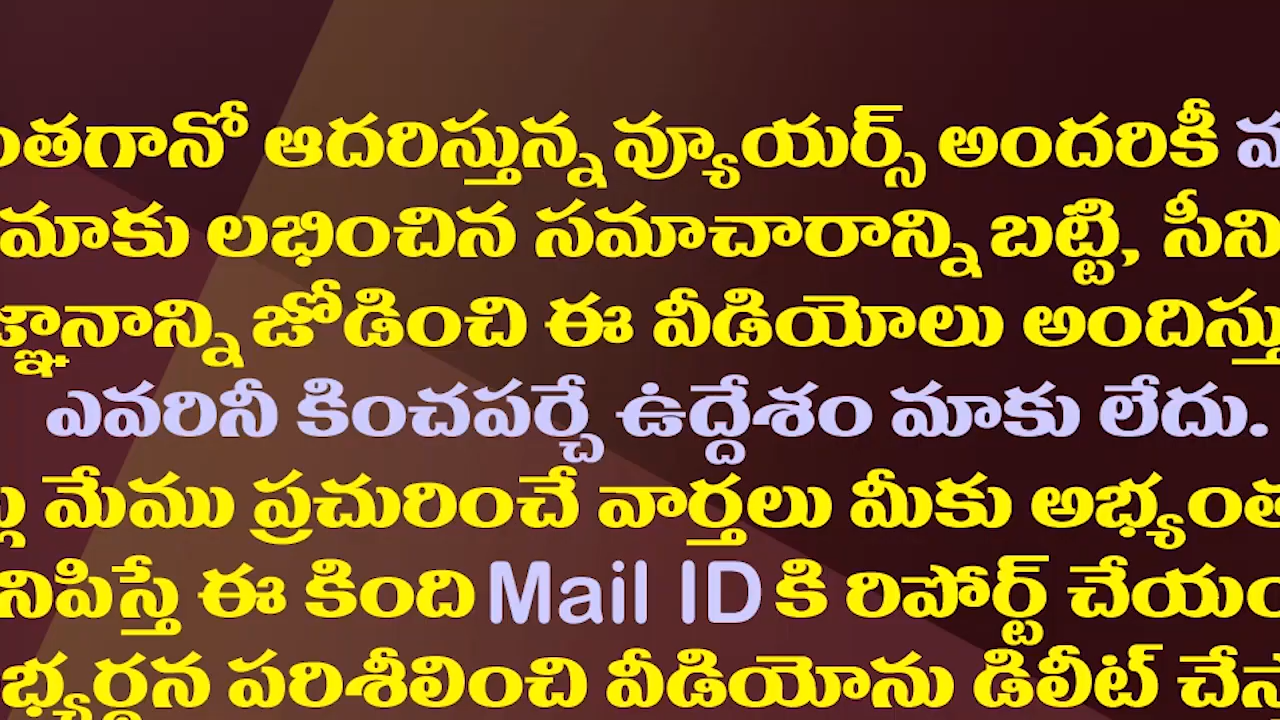 ంతగానో ఆదరిస్తున్న వ్యూయర్స్ అందరికీ
మాకు లభించిన సమాచారాన్ని బట్టి, సీని
జ్ఞానాన్ని జోడించి ఈ వీడియోలు అందిస్తు
ఎవరినీ కించపర్చే ఉద్దేశం మాకు లేదు.
మేము ప్రచురించే వార్తలు మీకు అభ్యంత
నిపిస్తే ఈ కింది Mail ID కి రిపోర్ట్ చేయం
భ్యర్థన పరిశీలించి వీడియోను డిలీట్ చేస